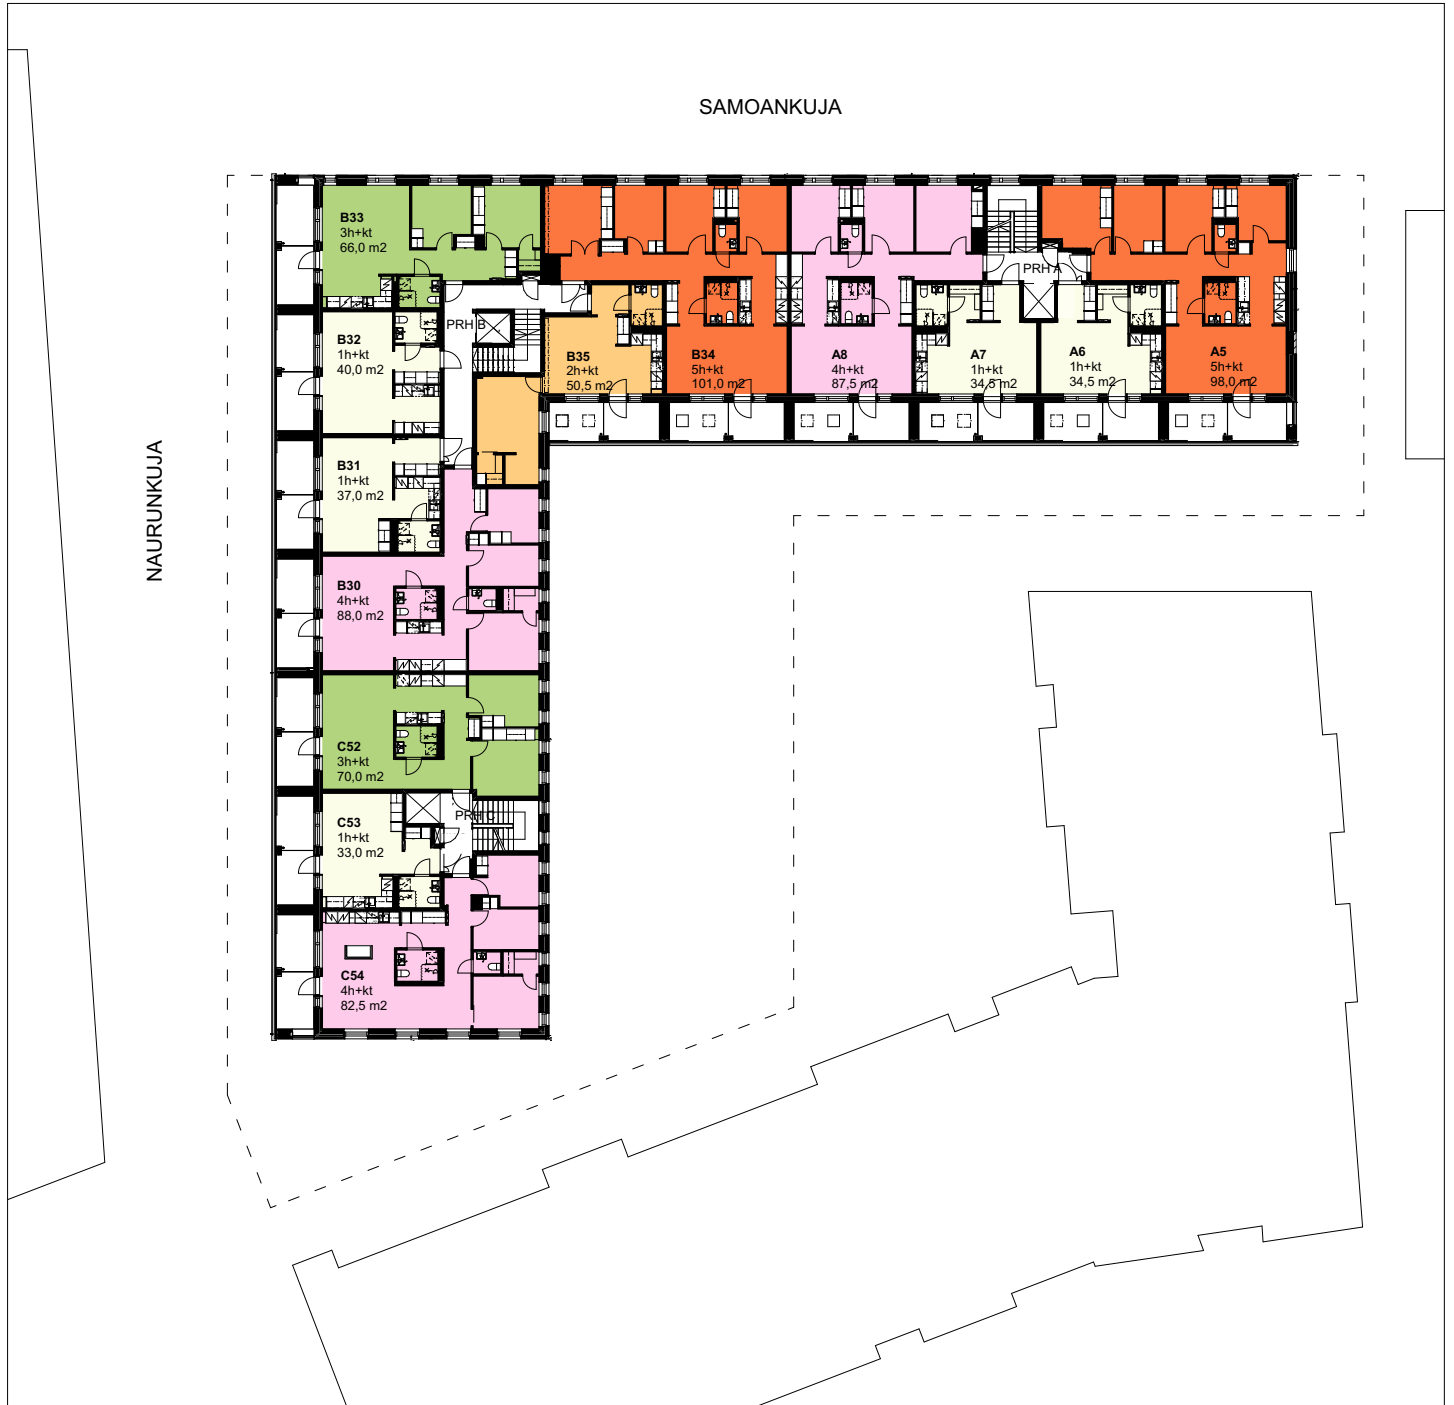 SAMOANKUJA
NAURUNKUJA
B33
3h+kt
66,0 m2
PRH A
PRH B
B32
1h+kt
40,0 m2
B35
2h+kt
50,5 m2
B34
5h+kt
101,0 m2
A8
4h+kt
87,5 m2
A7
1h+kt
34,5 m2
A6
1h+kt
34,5 m2
A5
5h+kt
98,0 m2
B31
1h+kt
37,0 m2
B30
4h+kt
88,0 m2
C52
3h+kt
70,0 m2
PRH C
C53
1h+kt
33,0 m2
C54
4h+kt
82,5 m2